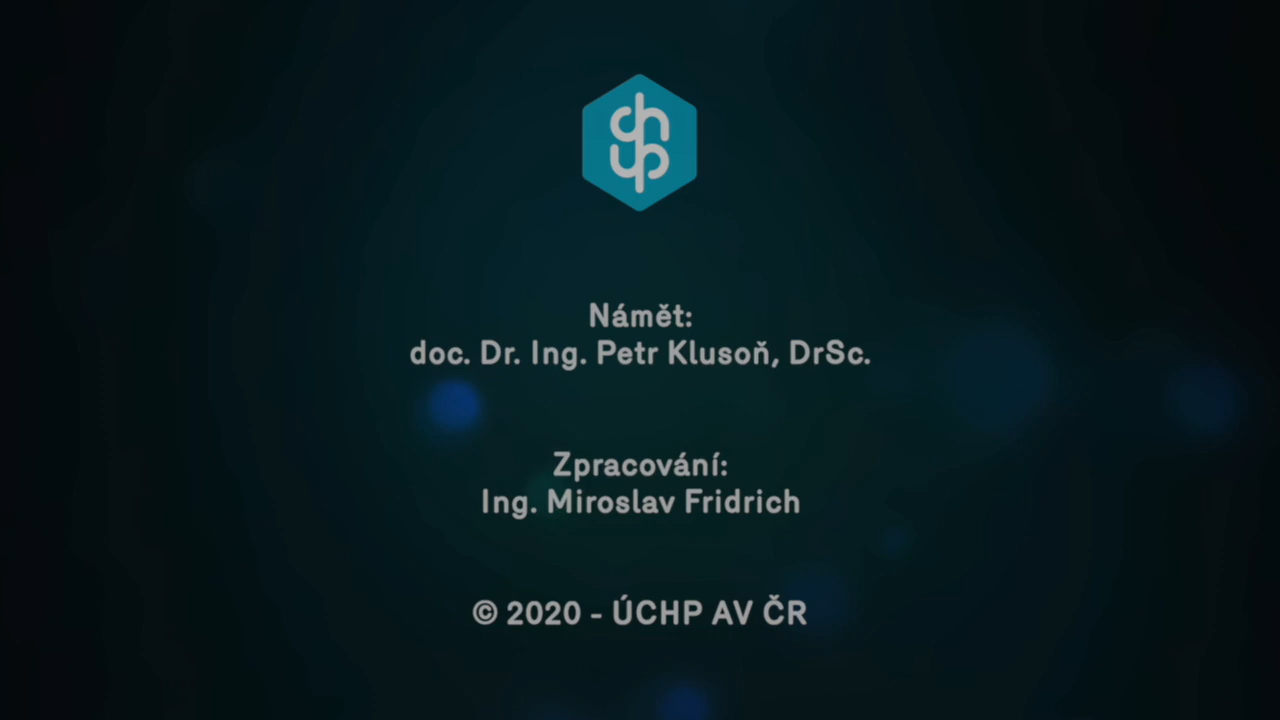 Námět:
doc. Dr. Ing. Petr Klusoň, DrSc.
Zpracování:
Ing. Miroslav Fridrich
© 2020 - ÚCHP AV ČR